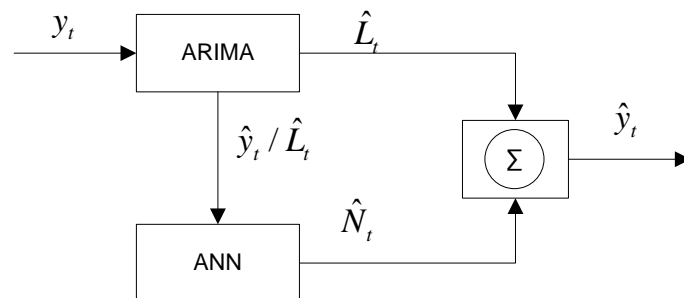 y_t
ARIMA
L̂_t
ŷ_t / L̂_t
Σ
ŷ_t
N̂_t
ANN